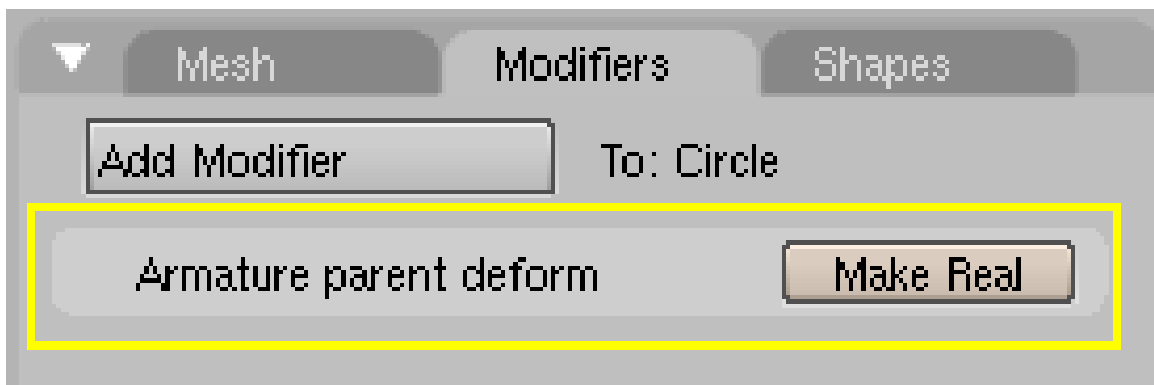 Mesh Modifiers Shapes
Add Modifier To: Circle
Armature parent deform Make Real